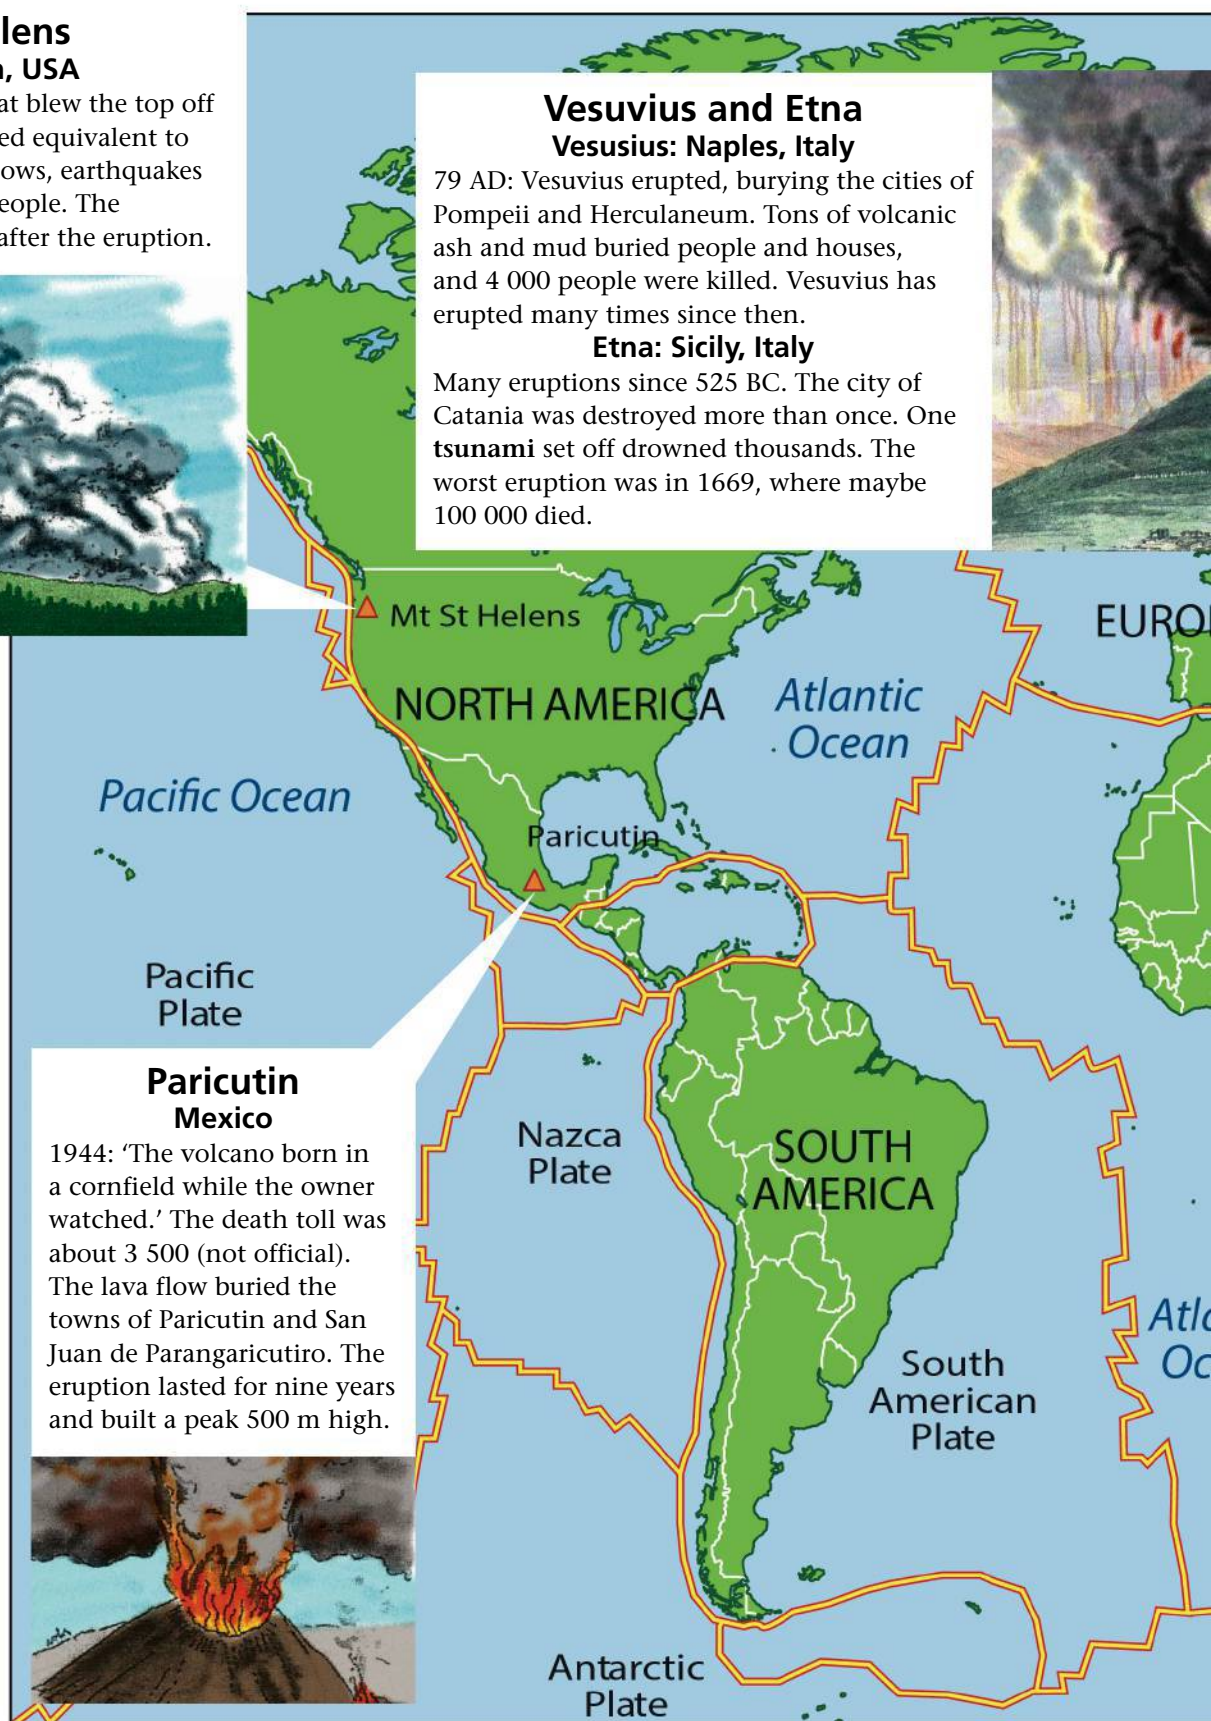 lens
, USA
at blew the top off
ed equivalent to
ows, earthquakes
eople. The
after the eruption.
Vesuvius and Etna
Vesusius: Naples, Italy
79 AD: Vesuvius erupted, burying the cities of
Pompeii and Herculaneum. Tons of volcanic
ash and mud buried people and houses,
and 4 000 people were killed. Vesuvius has
erupted many times since then.
Etna: Sicily, Italy
Many eruptions since 525 BC. The city of
Catania was destroyed more than once. One
tsunami set off drowned thousands. The
worst eruption was in 1669, where maybe
100 000 died.
Mt St Helens
EURO
NORTH AMERICA
Atlantic
Ocean
Pacific Ocean
Paricutin
Pacific
Plate
Paricutin
Mexico
1944: ‘The volcano born in
a cornfield while the owner
watched.’ The death toll was
about 3 500 (not official).
The lava flow buried the
towns of Paricutin and San
Juan de Parangaricutiro. The
eruption lasted for nine years
and built a peak 500 m high.
Nazca
Plate
SOUTH
AMERICA
Atl
Oc
South
American
Plate
Antarctic
Plate